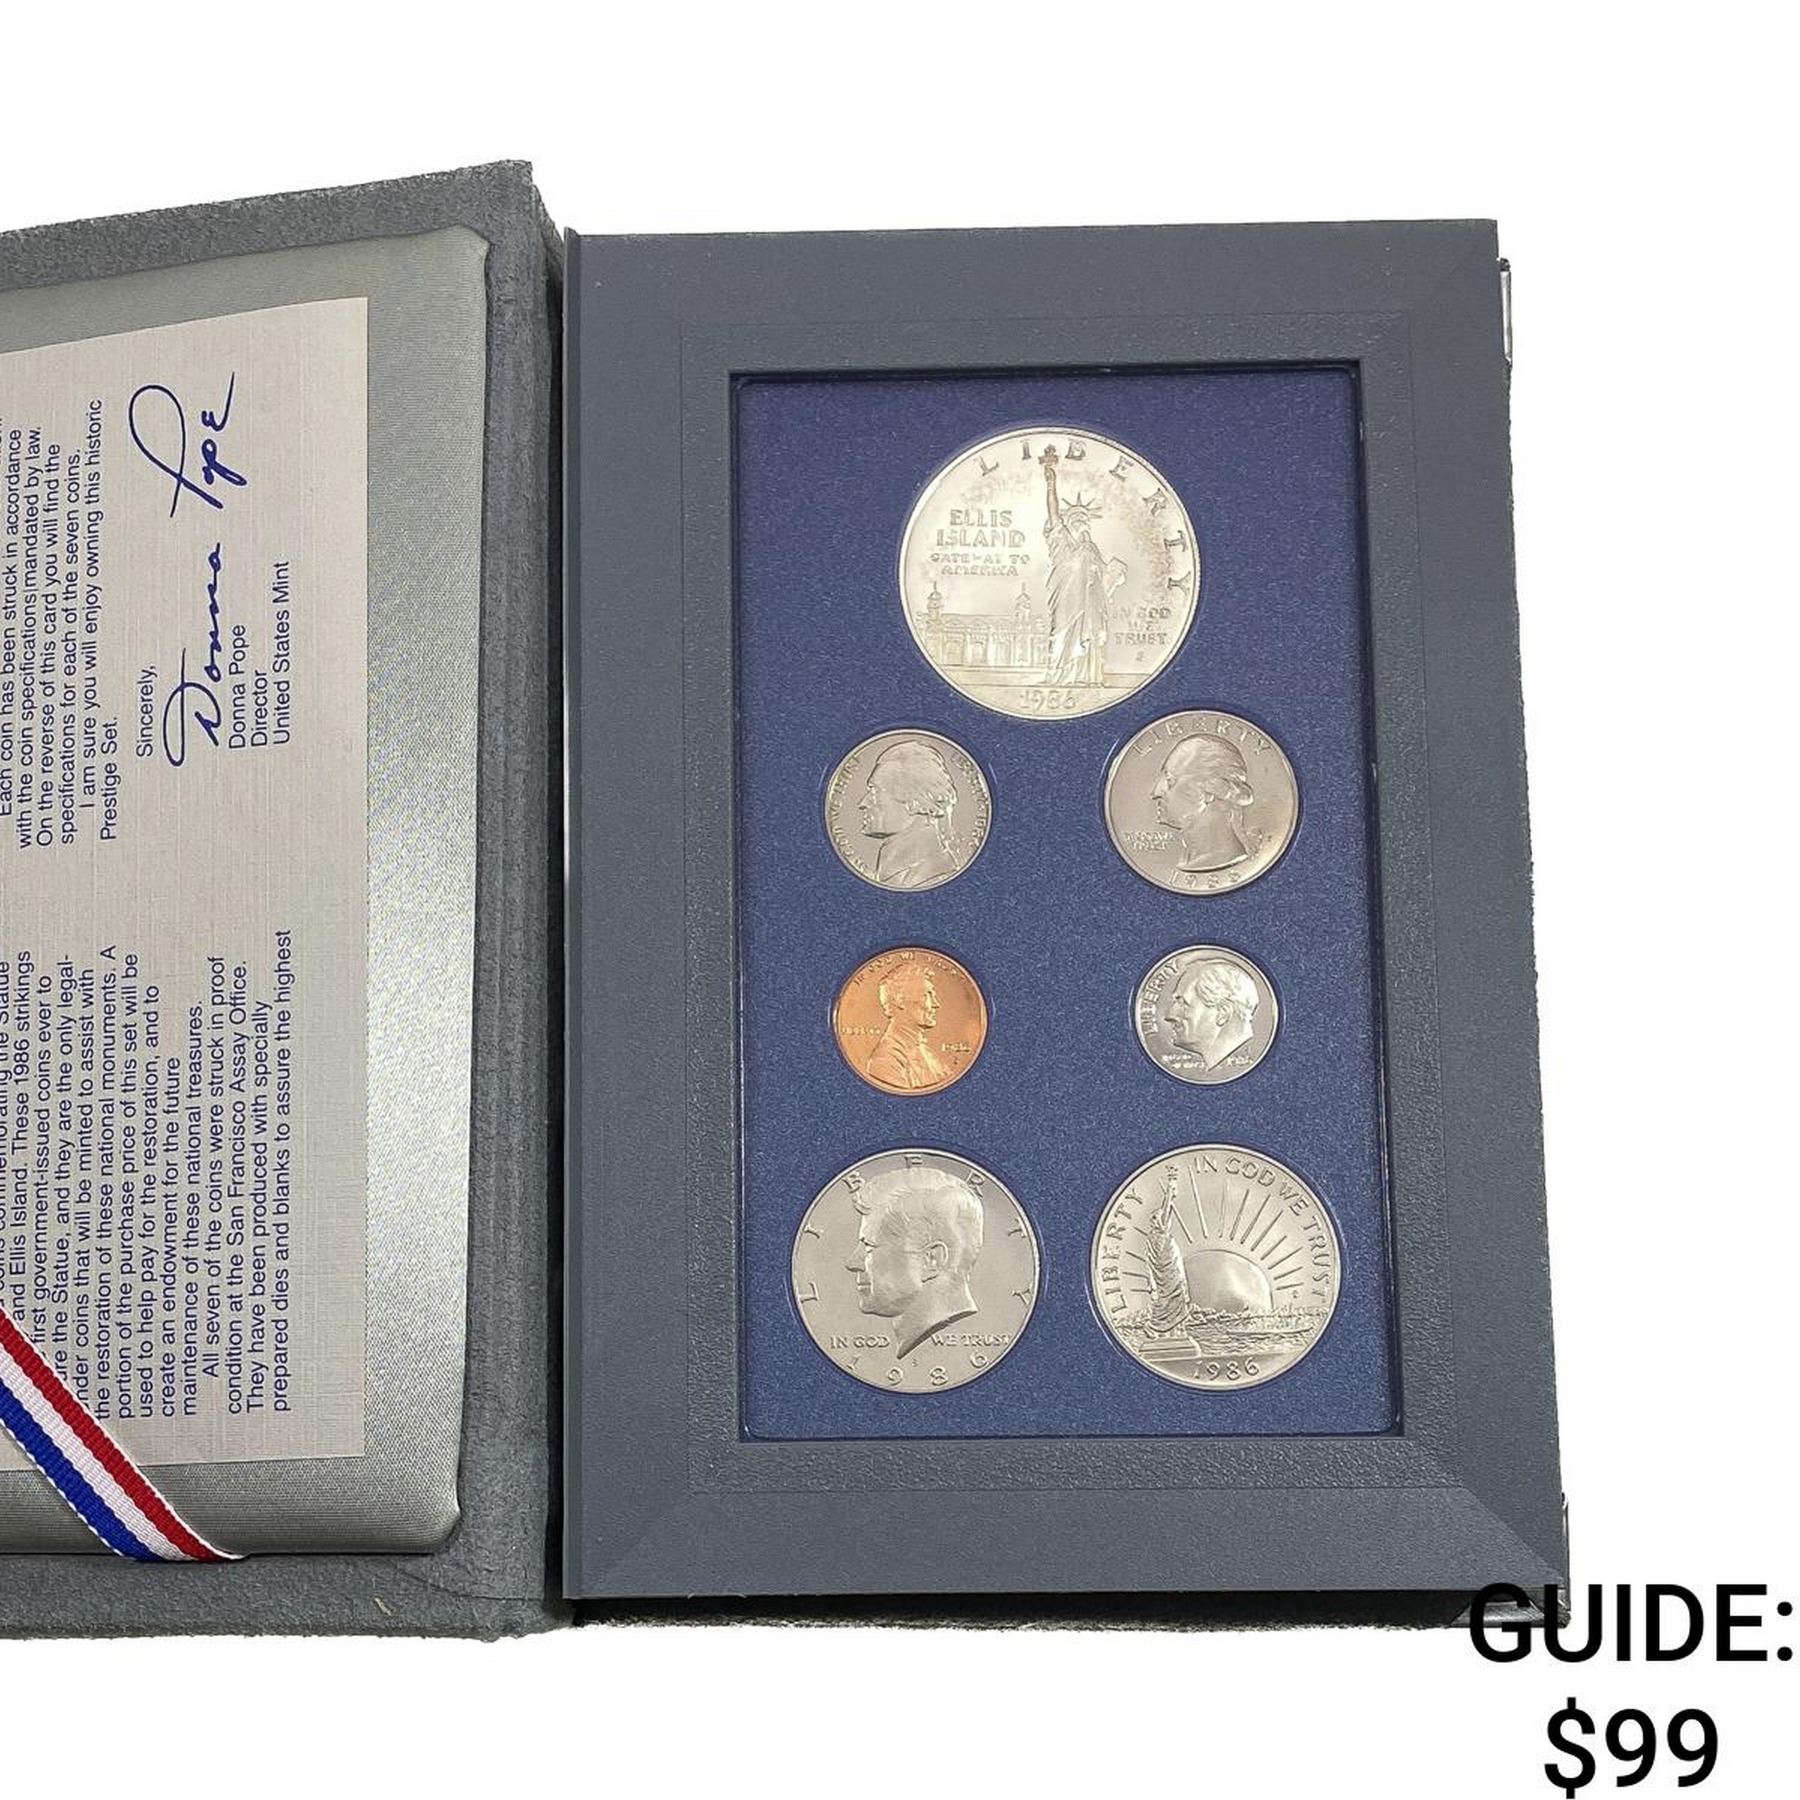 Each coin has been struck in accordance
with the coin specifications mandated by law.
On the reverse of this card you will find the
specifications for each of the seven coins.
I am sure you will enjoy owning this historic
Prestige Set.
Sincerely,
Donna Pope
Donna Pope
Director
United States Mint
and Ellis Island. These 1986 strikings
first government-issued coins ever to
the Statue, and they are the only legal-
coins that will be minted to assist with
the restoration of these national monuments. A
portion of the purchase price of this set will be
used to help pay for the restoration, and to
create an endowment for the future
maintenance of these national treasures.
All seven of the coins were struck in proof
condition at the San Francisco Assay Office.
They have been produced with specially
prepared dies and blanks to assure the highest
LIBERTY
ELLIS
ISLAND
GATEWAY TO
AMERICA
IN GOD
WE
TRUST
S
1986
LIBERTY
1986
IN GOD WE TRUST
LIBERTY
1986
LIBERTY
1986
LIBERTY
IN GOD WE TRUST
S
1986
LIBERTY
IN GOD WE TRUST
1986
GUIDE:
$99